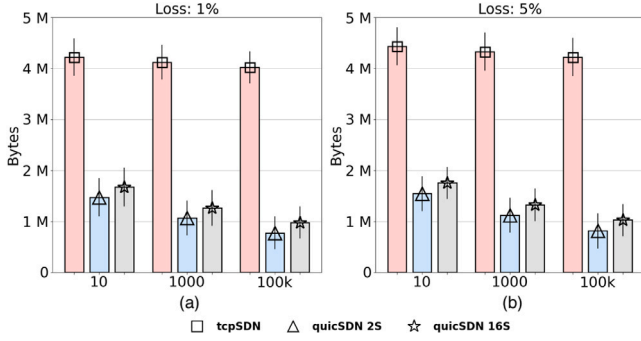 Loss: 1%
Bytes
5 M
4 M
3 M
2 M
1 M
0
10
1000
100k
(a)
Loss: 5%
Bytes
5 M
4 M
3 M
2 M
1 M
0
10
1000
100k
(b)
tcpSDN
quicSDN 2S
quicSDN 16S